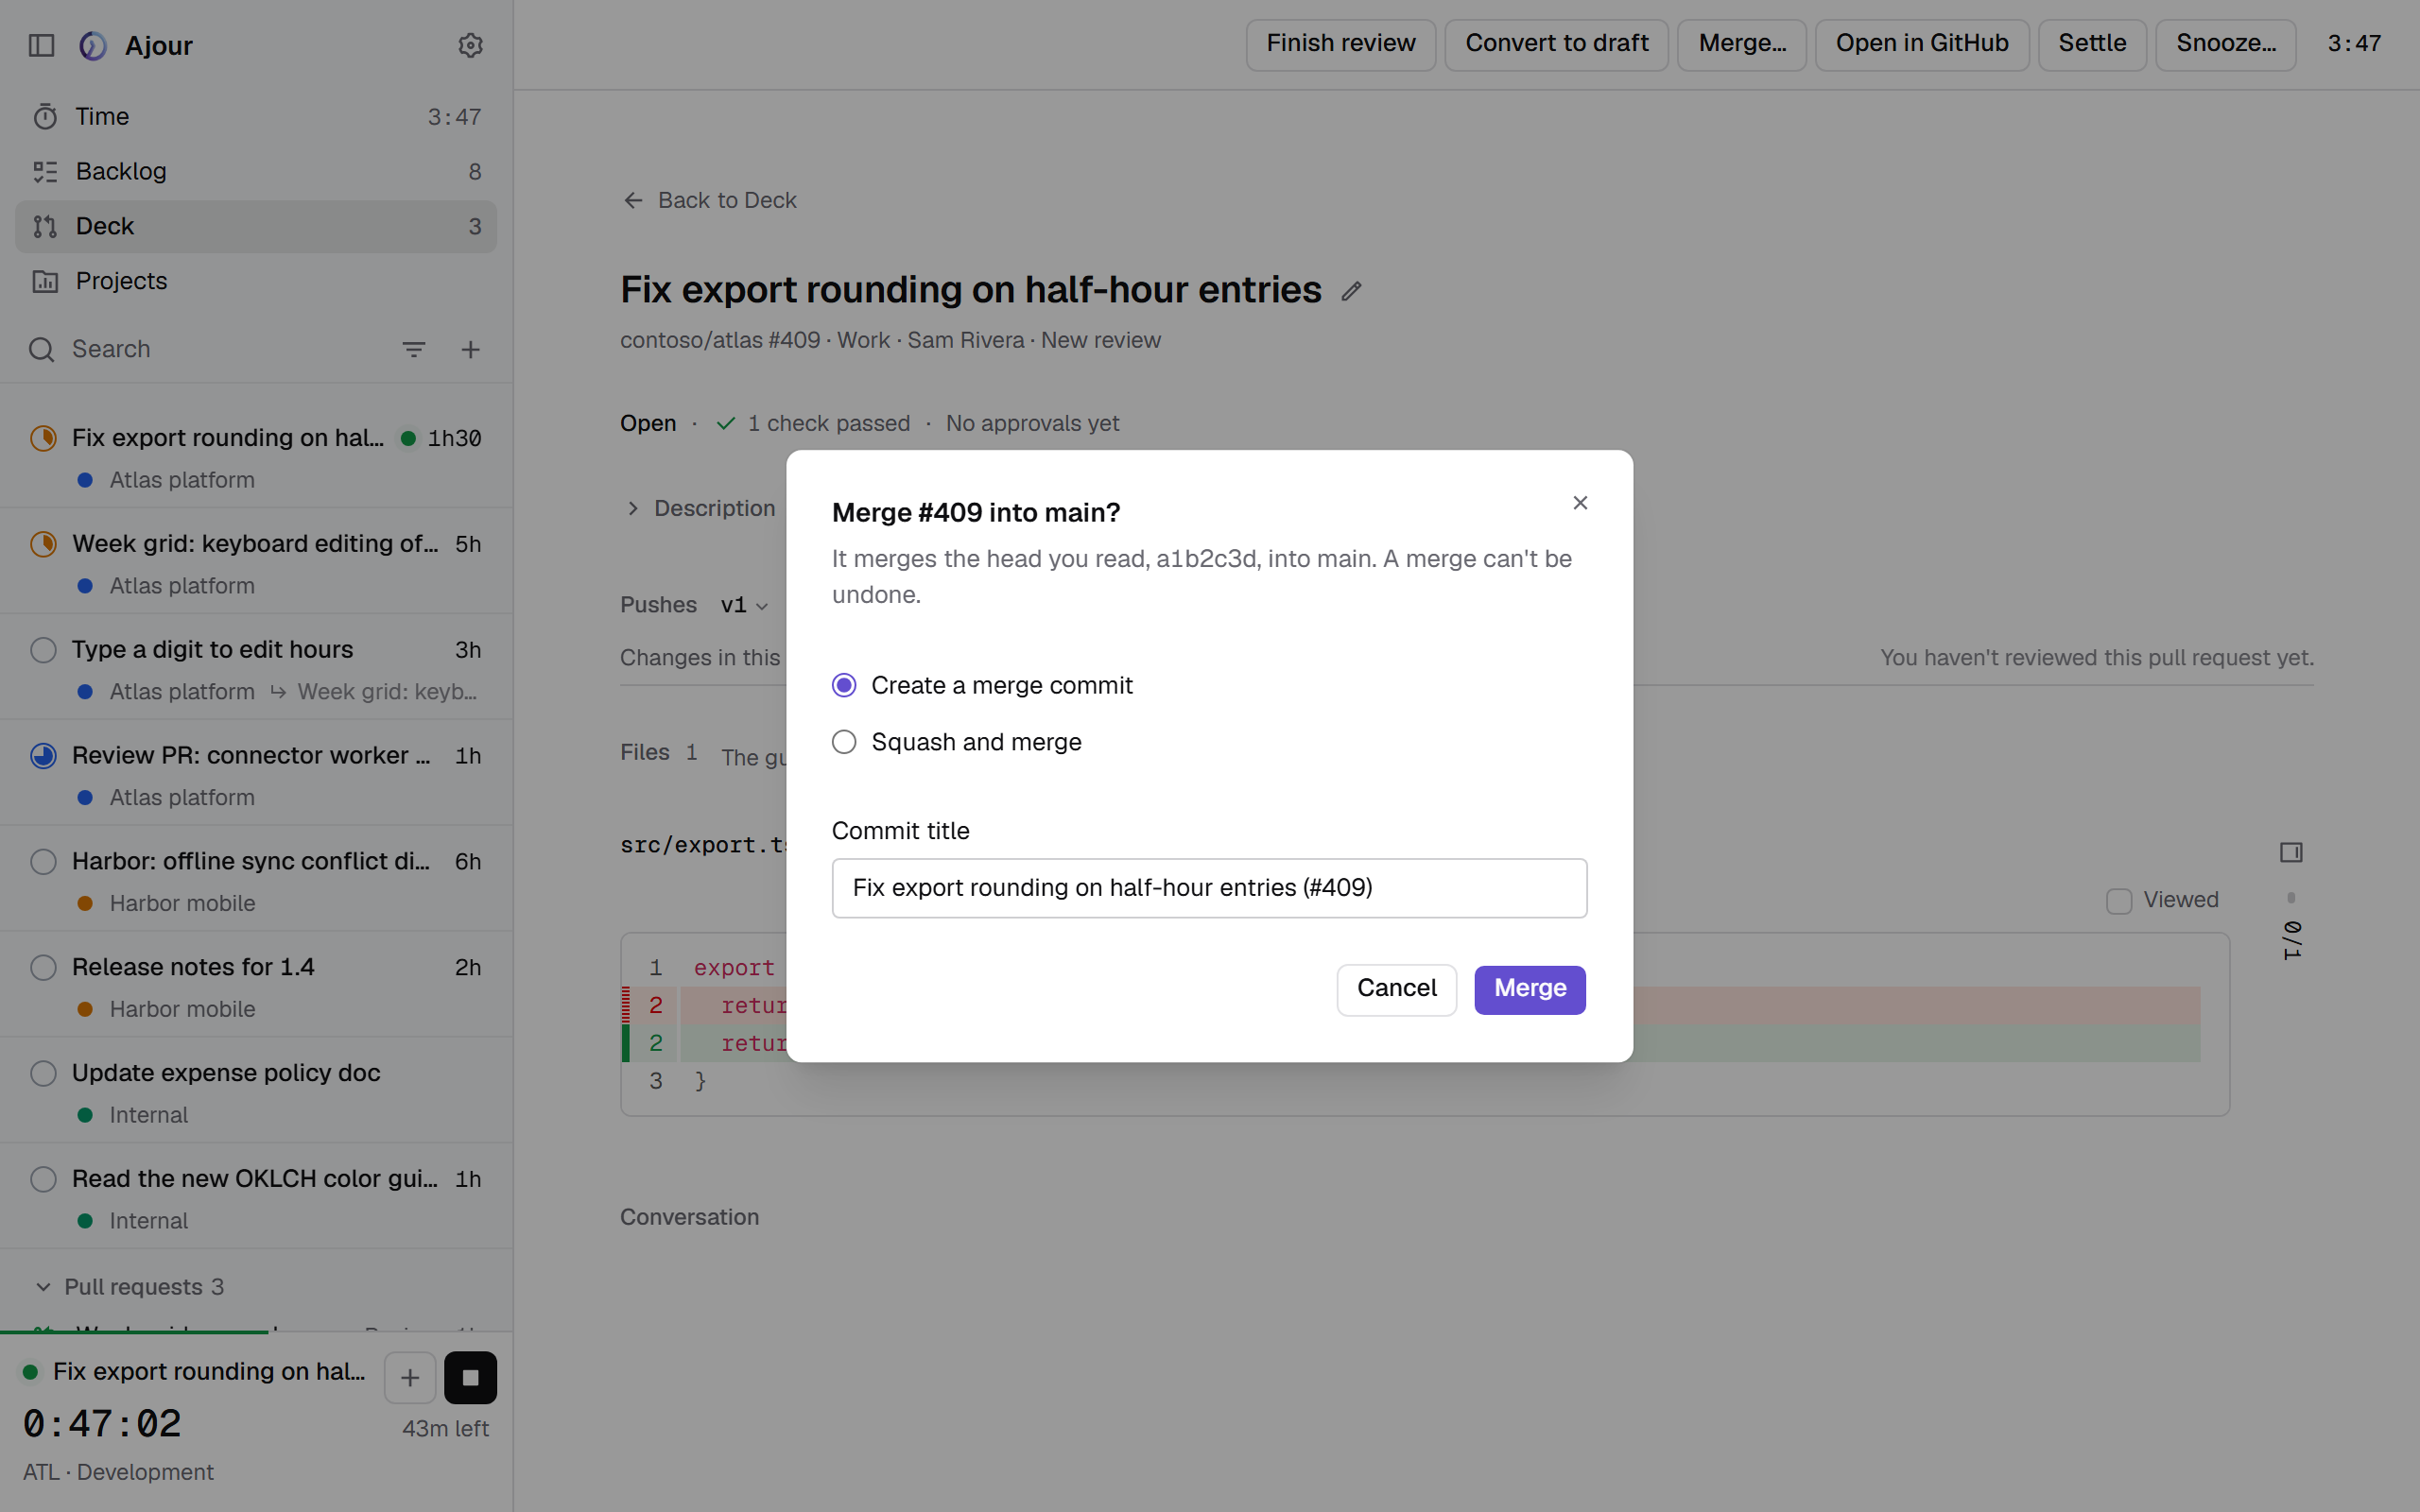 Ajour
Time 3:47
Backlog 8
Deck 3
Projects
Search
Fix export rounding on hal... 1h30
Atlas platform
Week grid: keyboard editing of... 5h
Atlas platform
Type a digit to edit hours 3h
Atlas platform Week grid: keyb...
Review PR: connector worker ... 1h
Atlas platform
Harbor: offline sync conflict di... 6h
Harbor mobile
Release notes for 1.4 2h
Harbor mobile
Update expense policy doc
Internal
Read the new OKLCH color gui... 1h
Internal
Pull requests 3
Fix export rounding on hal...
0:47:02 43m left
ATL · Development
Finish review Convert to draft Merge... Open in GitHub Settle Snooze... 3:47
Back to Deck
Fix export rounding on half-hour entries
contoso/atlas #409 · Work · Sam Rivera · New review
Open · 1 check passed · No approvals yet
Description
Pushes v1
Changes in this
You haven't reviewed this pull request yet.
Files 1 The
src/export.t
Viewed
0/1
1 export
2 retur
2 retur
3 }
Conversation
Merge #409 into main?
It merges the head you read, a1b2c3d, into main. A merge can't be
undone.
Create a merge commit
Squash and merge
Commit title
Fix export rounding on half-hour entries (#409)
Cancel Merge